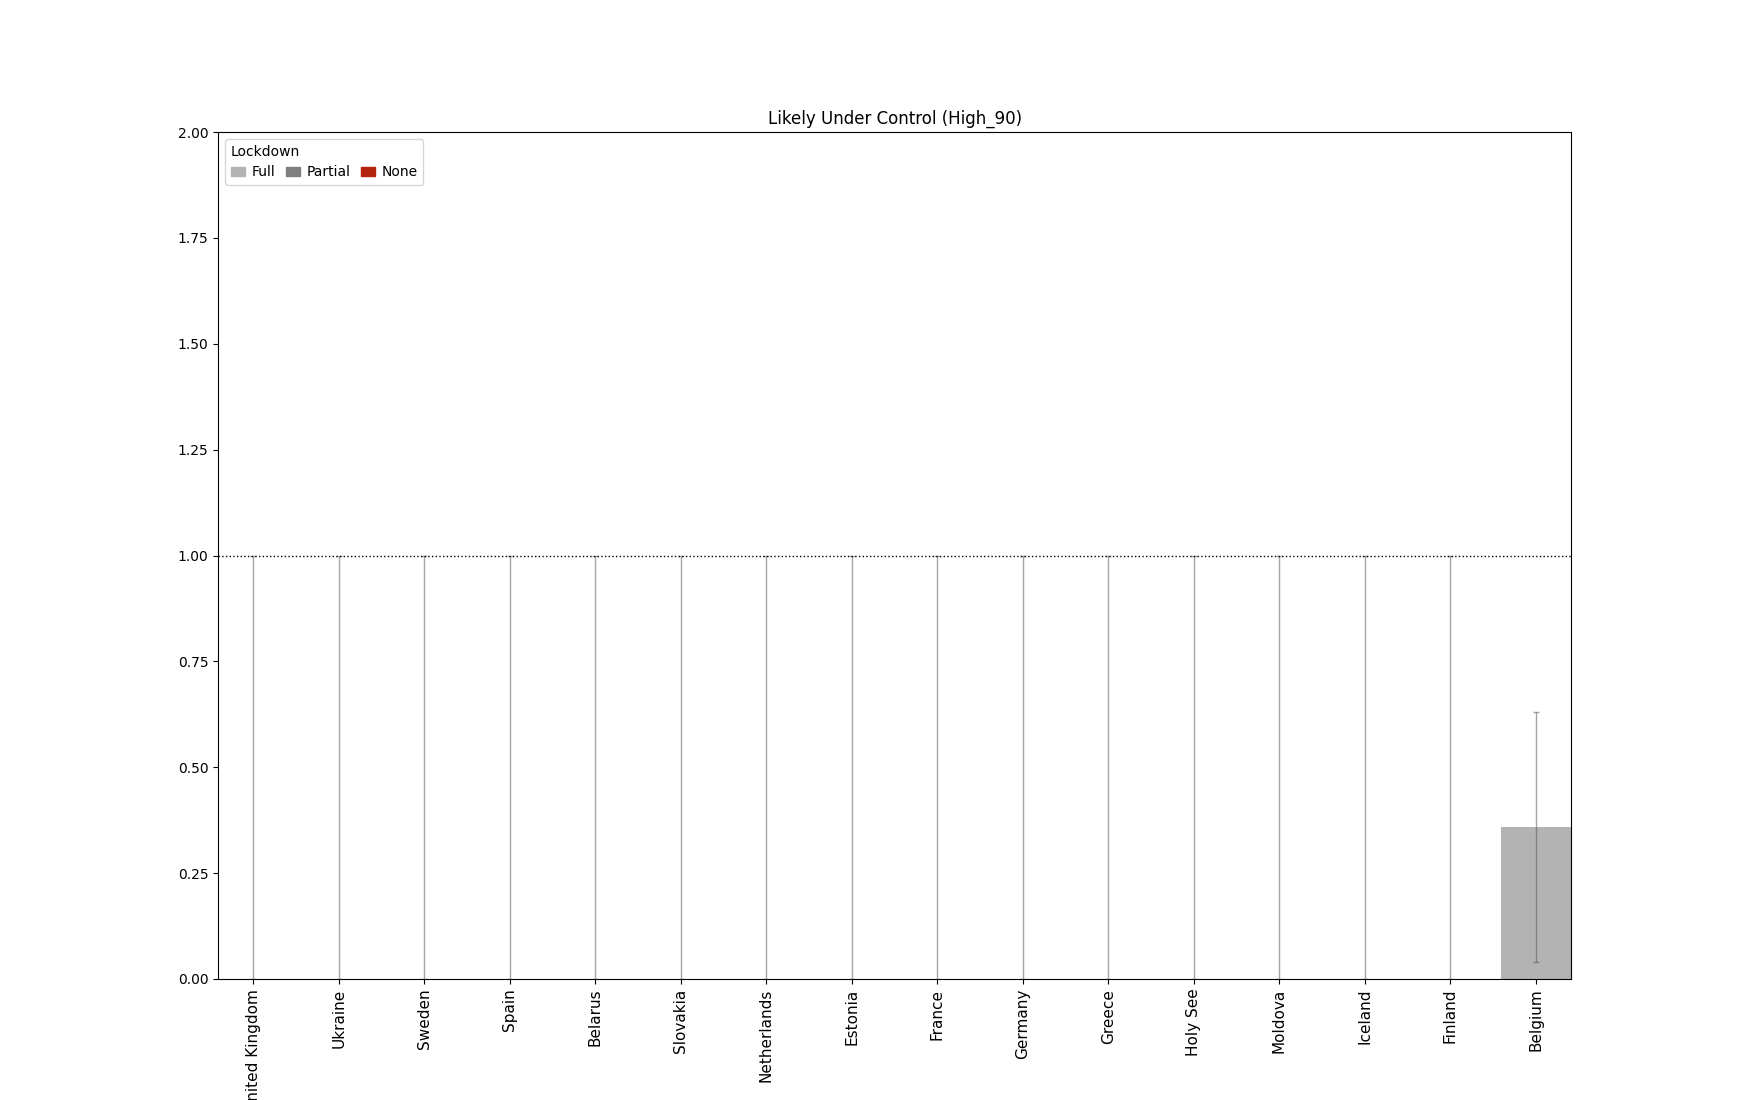 Likely Under Control (High_90)
2.00
Lockdown
Full Partial None
1.75
1.50
1.25
1.00
0.75
0.50
0.25
0.00
nited Kingdom
Ukraine
Sweden
Spain
Belarus
Slovakia
Netherlands
Estonia
France
Germany
Greece
Holy See
Moldova
Iceland
Finland
Belgium